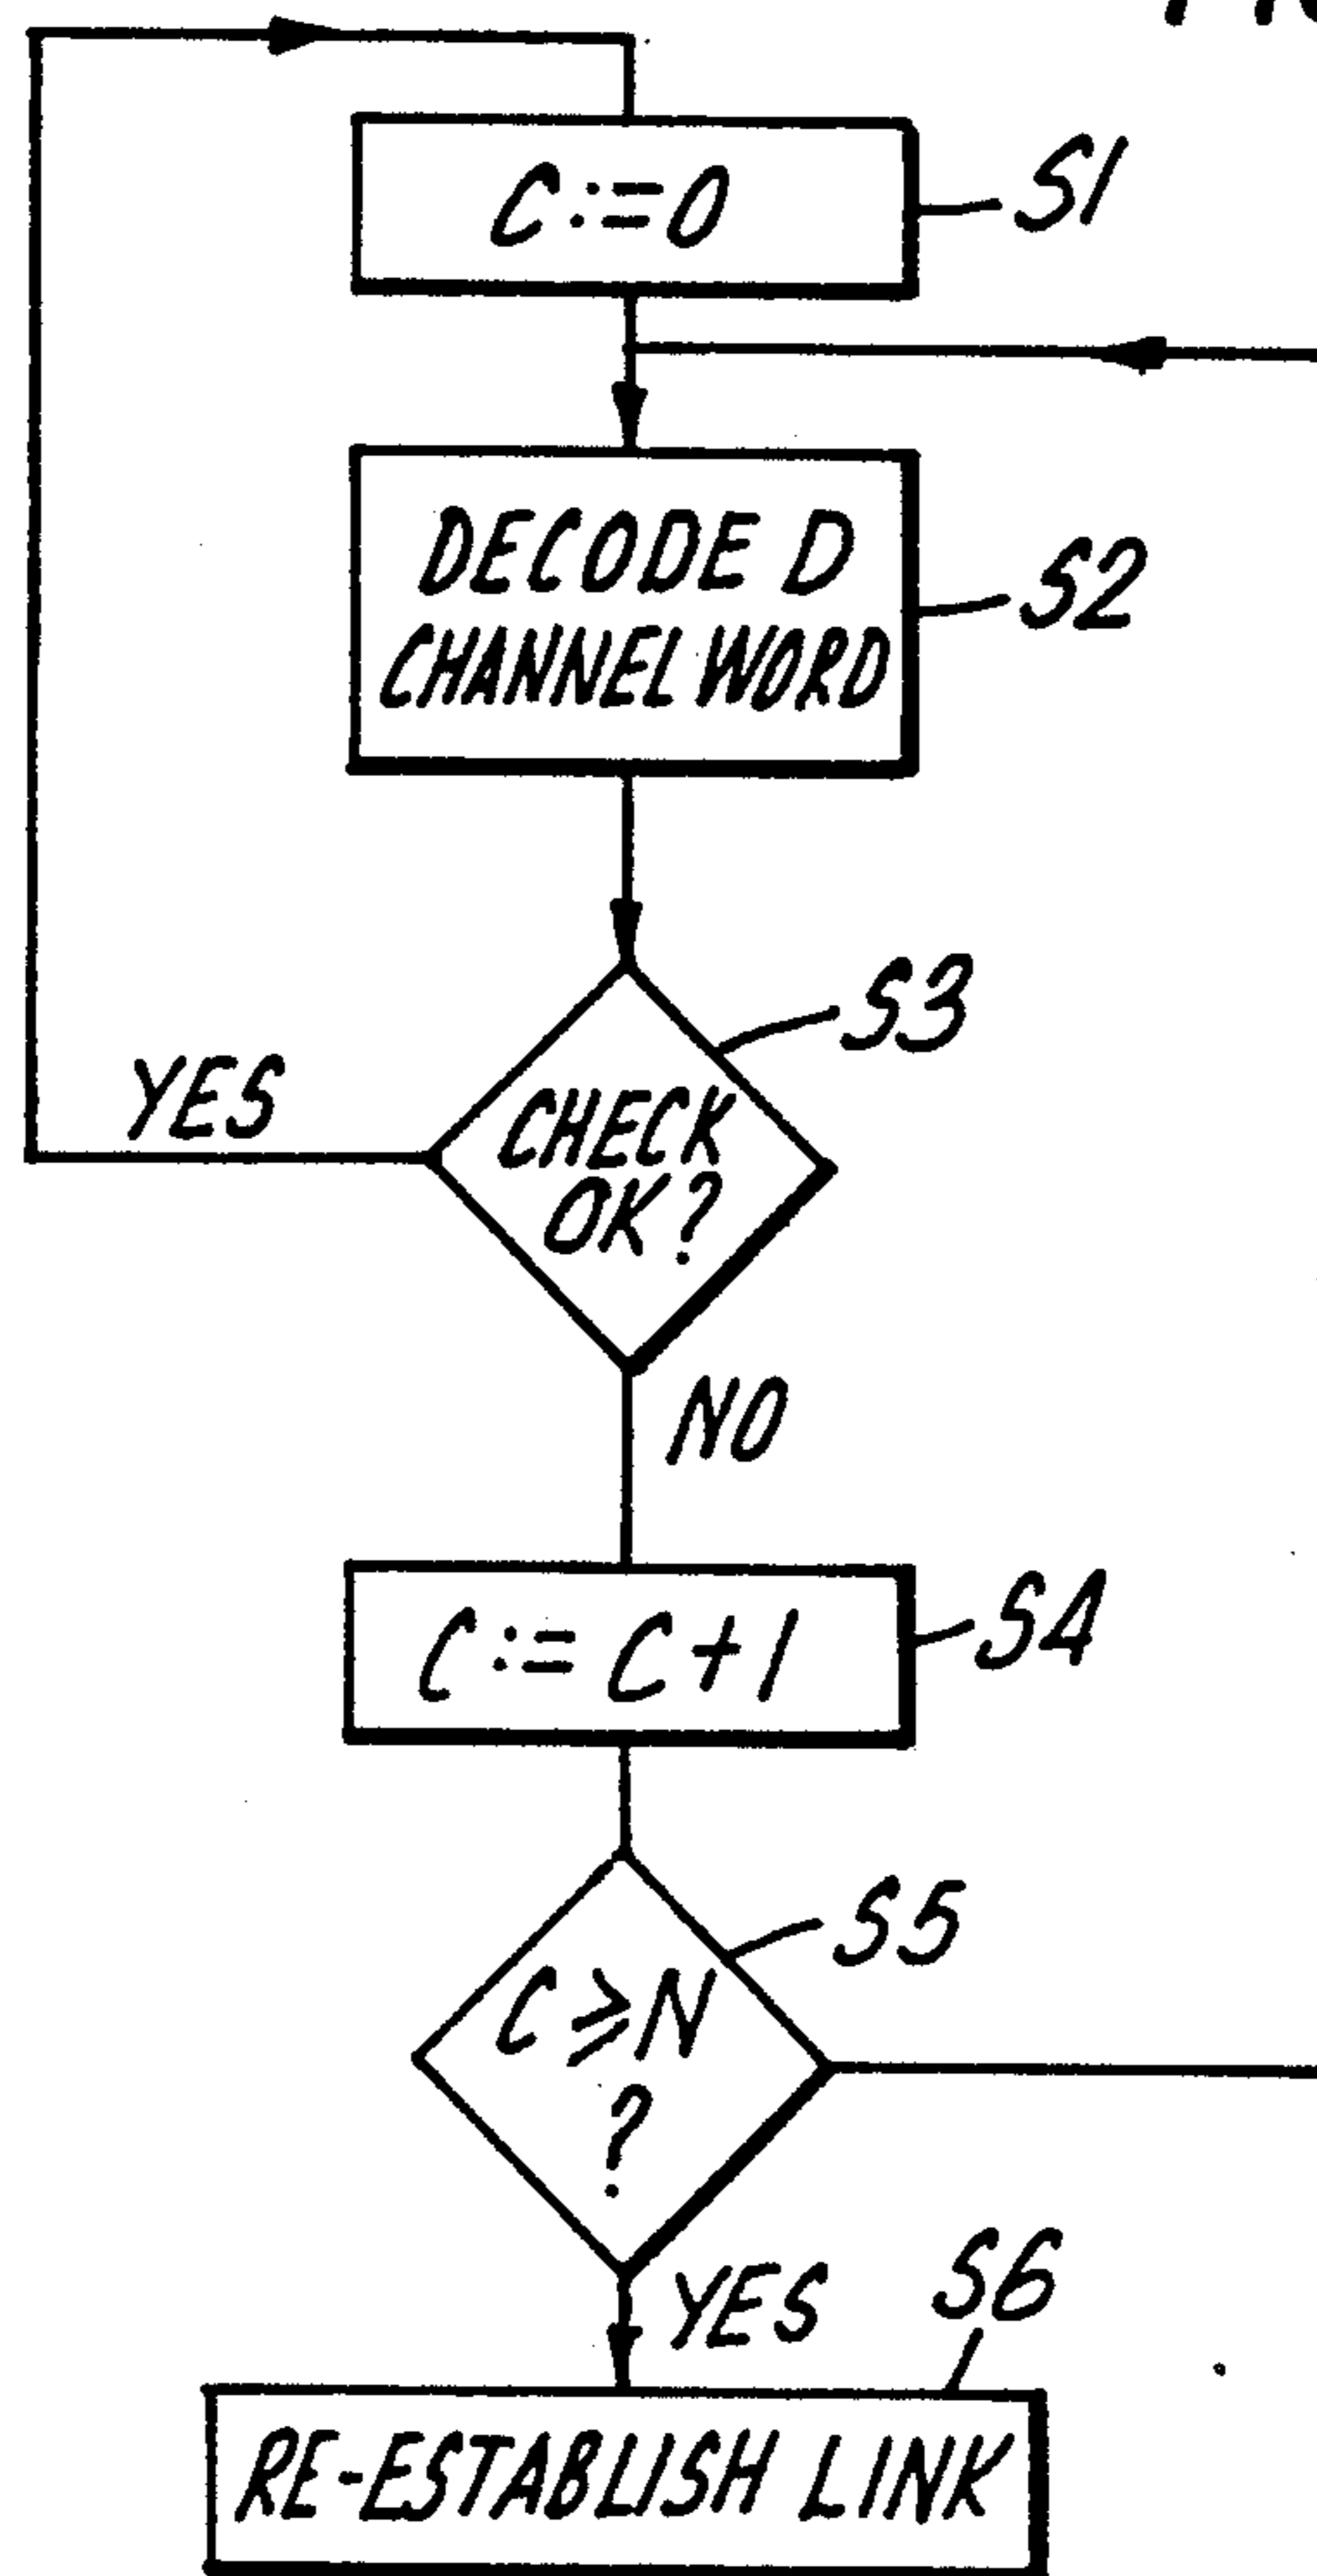 C:=0
S1
DECODE D
CHANNEL WORD
S2
S3
CHECK
OK?
YES
NO
C:=C+1
S4
S5
C≥N
?
YES
S6
RE-ESTABLISH LINK